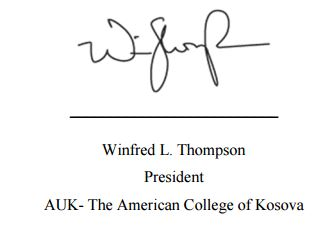 Winfred L. Thompson
President
AUK- The American College of Kosova